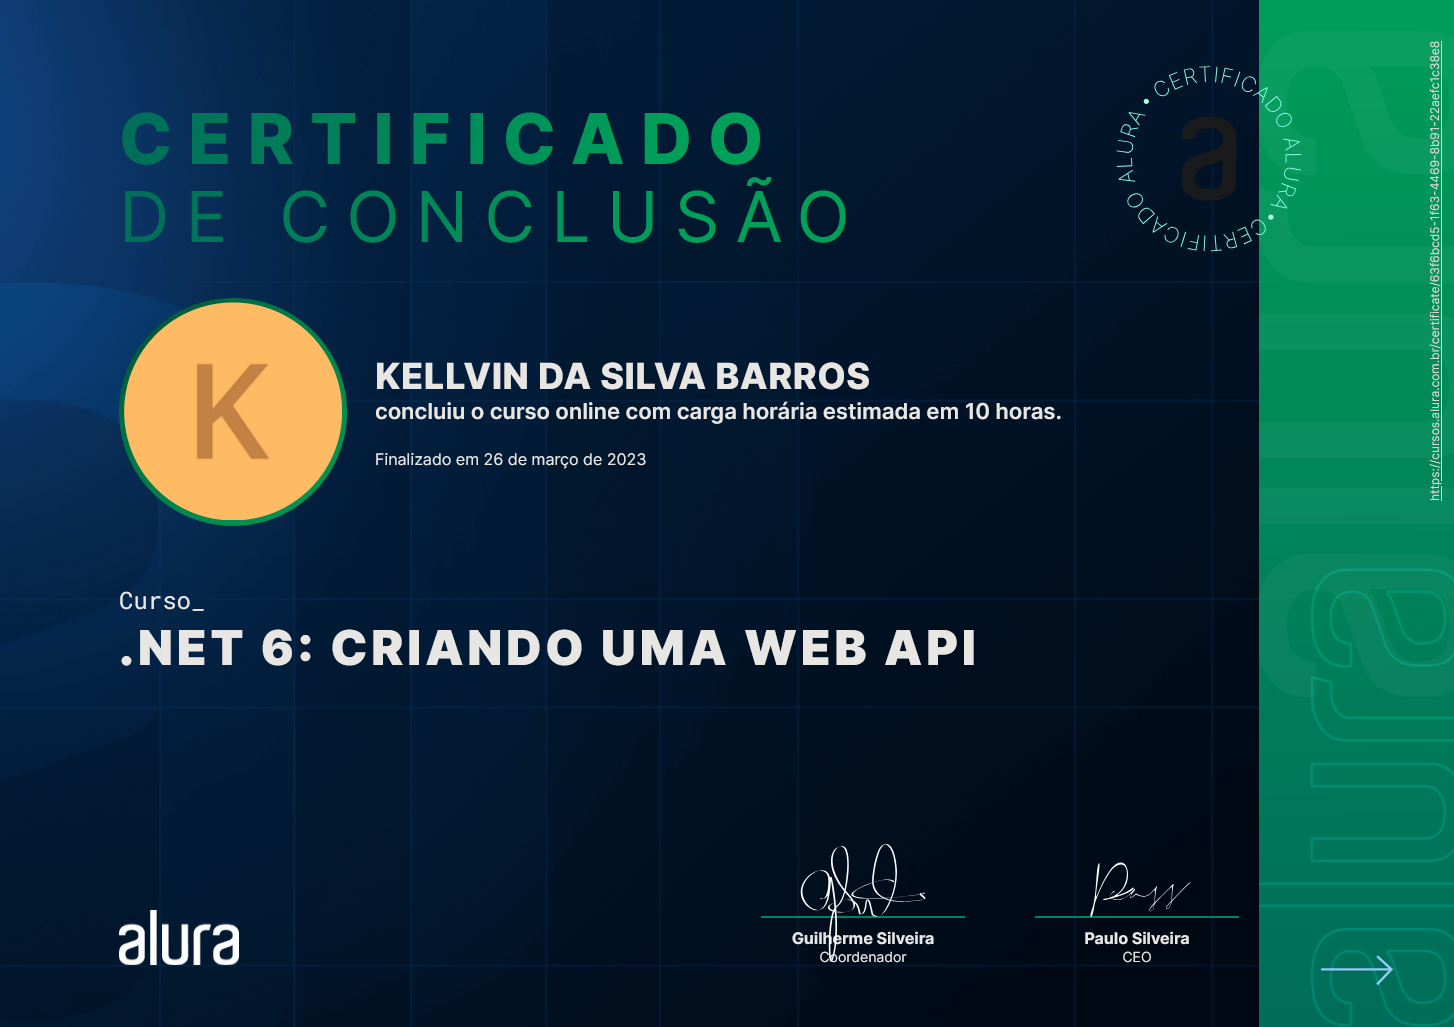 CERTIFICADO
DE CONCLUSÃO
CERTIFICADO ALURA • CERTIFICADO ALURA •
a
K
KELLVIN DA SILVA BARROS
concluiu o curso online com carga horária estimada em 10 horas.
Finalizado em 26 de março de 2023
Curso_
.NET 6: CRIANDO UMA WEB API
alura
Guilherme Silveira
Coordenador
Paulo Silveira
CEO
https://cursos.alura.com.br/certificate/63f6bcd5-1f63-4469-8b91-22aefc1c38e8
alura